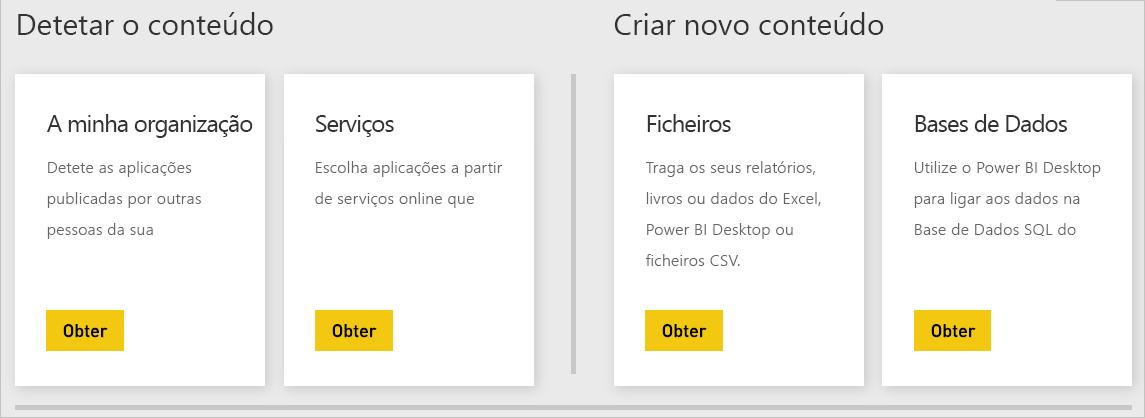 Detetar o conteúdo
A minha organização
Detete as aplicações
publicadas por outras
pessoas da sua
Obter
Serviços
Escolha aplicações a partir
de serviços online que
Obter
Criar novo conteúdo
Ficheiros
Traga os seus relatórios,
livros ou dados do Excel,
Power BI Desktop ou
ficheiros CSV.
Obter
Bases de Dados
Utilize o Power BI Desktop
para ligar aos dados na
Base de Dados SQL do
Obter